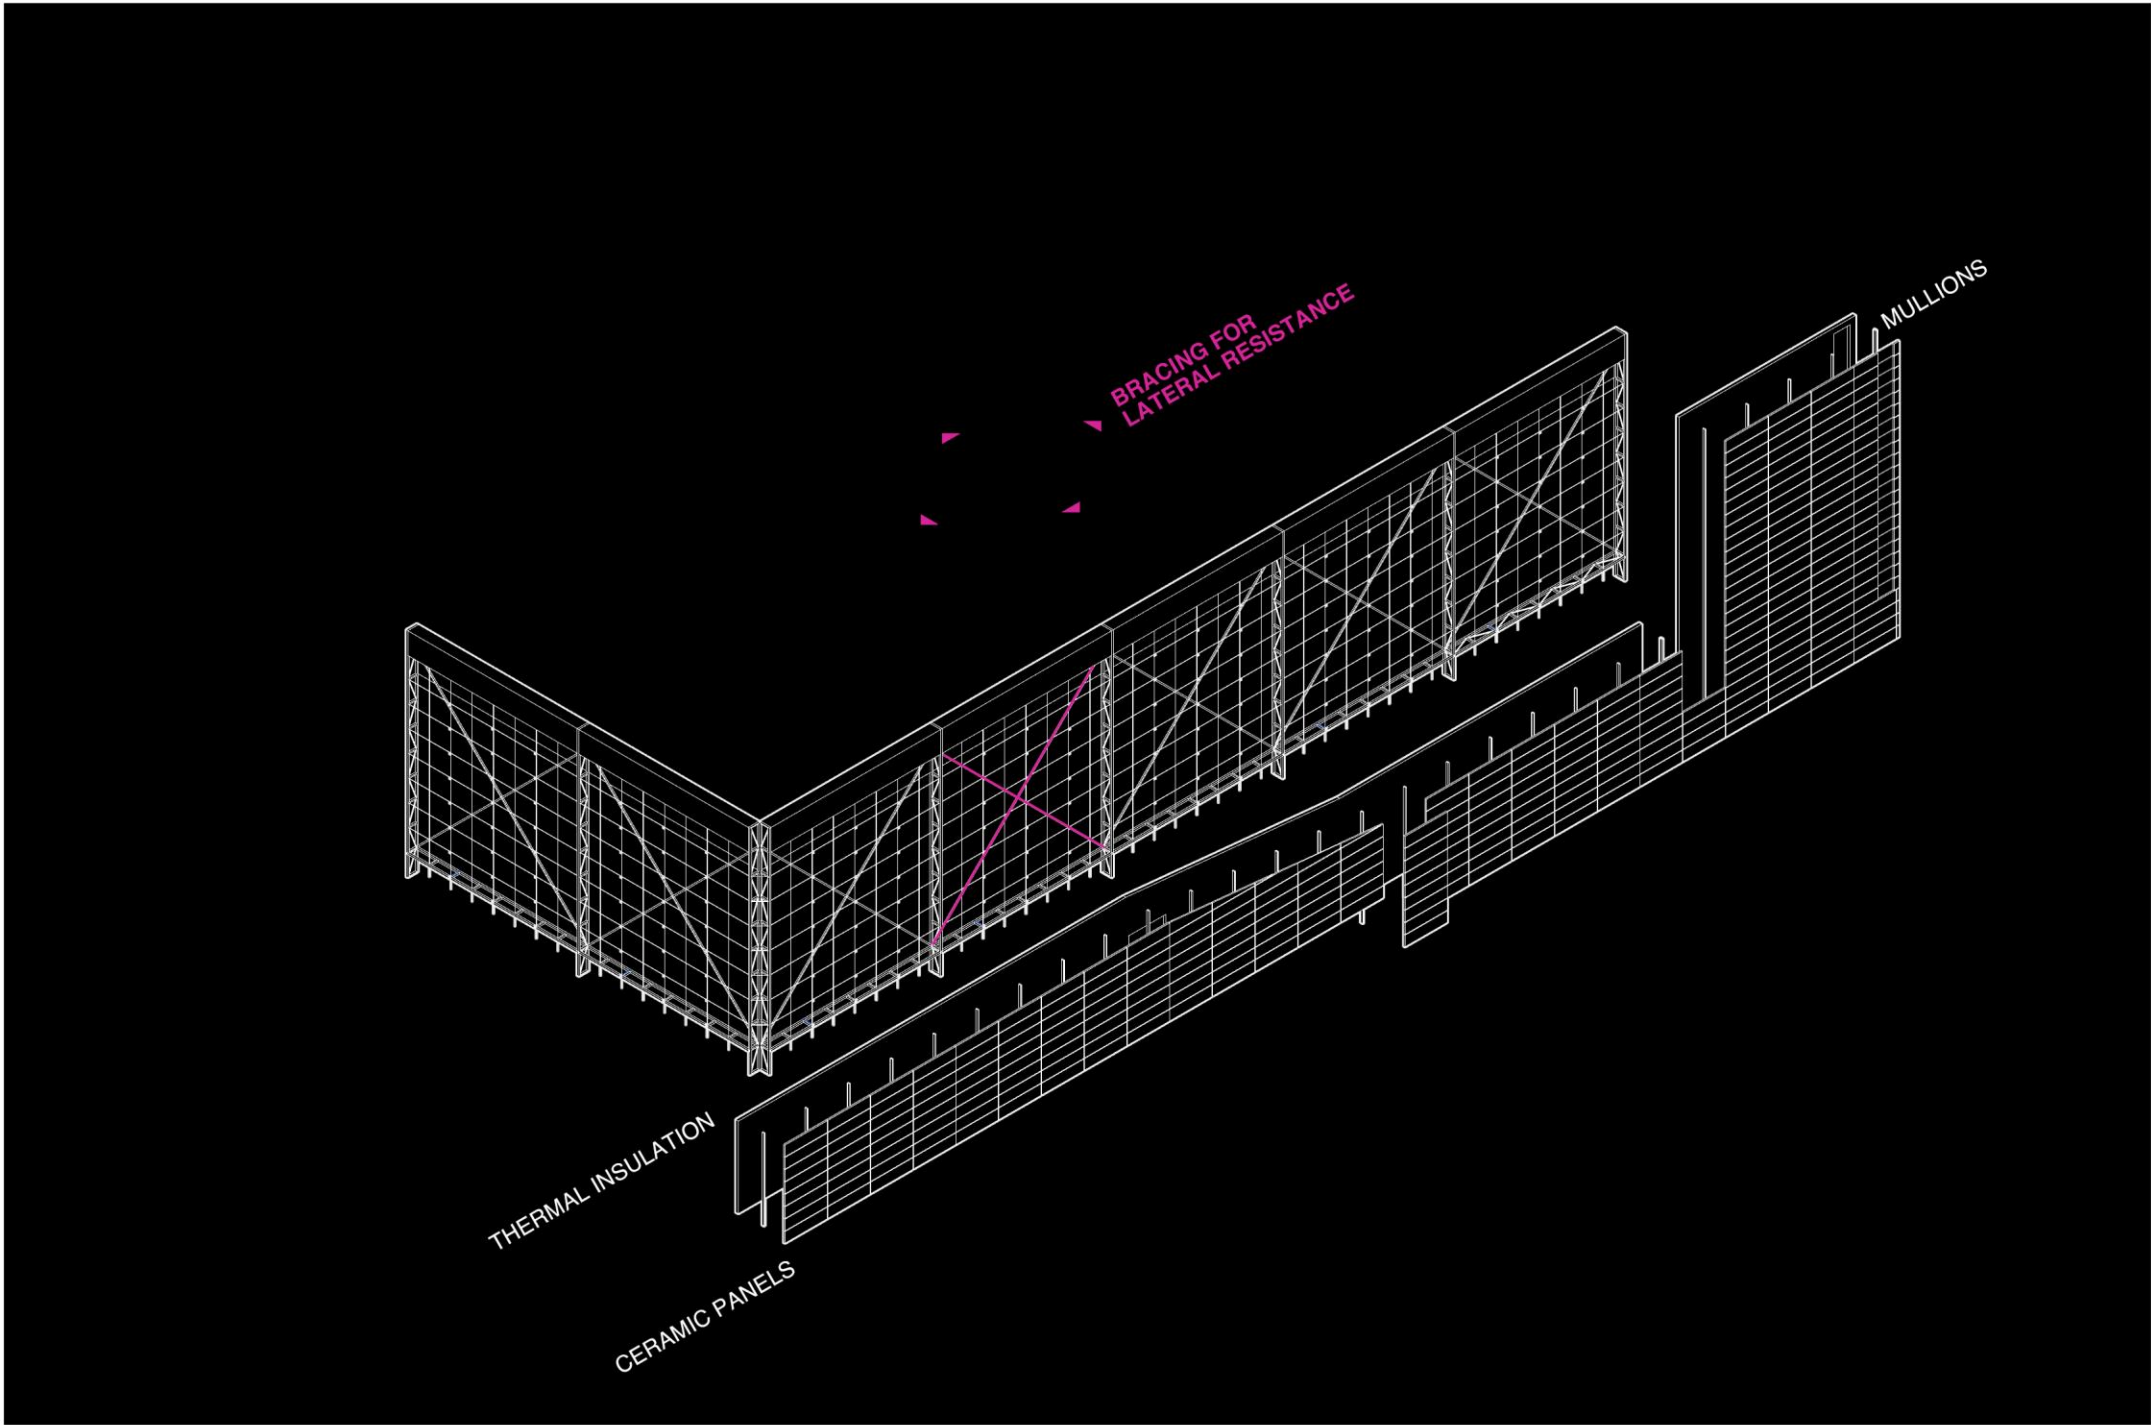 MULLIONS
BRACING FOR
LATERAL RESISTANCE
THERMAL INSULATION
CERAMIC PANELS